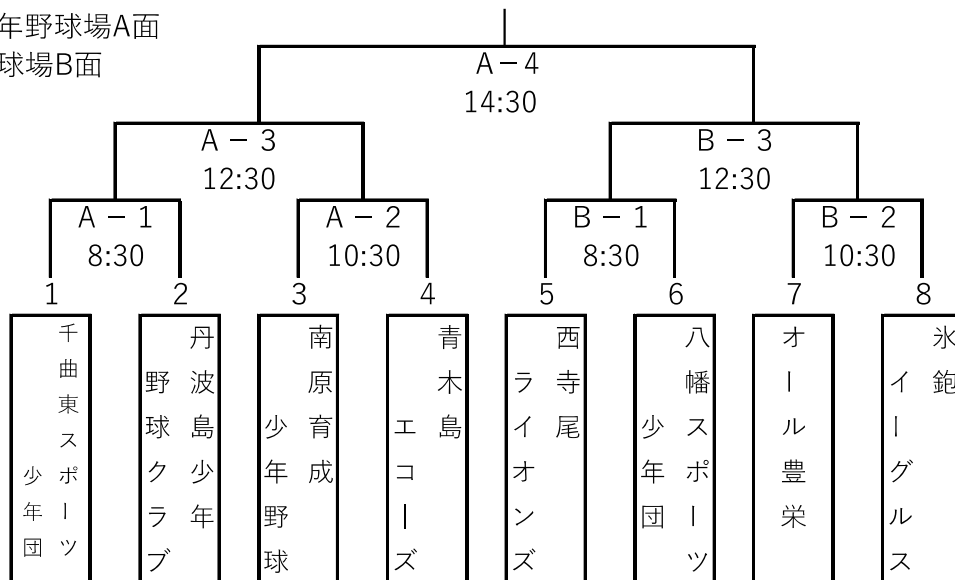 年野球場A面
球場B面
A－4
14:30
A－3
12:30
B－3
12:30
A－1
8:30
A－2
10:30
B－1
8:30
B－2
10:30
1
2
3
4
5
6
7
8
千曲東スポーツ
少年団
丹波島少年
野球クラブ
南原育成
少年野球
青木島
エコーズ
西寺尾
ライオンズ
八幡スポーツ
少年団
オール豊栄
氷鉋
イーグルス